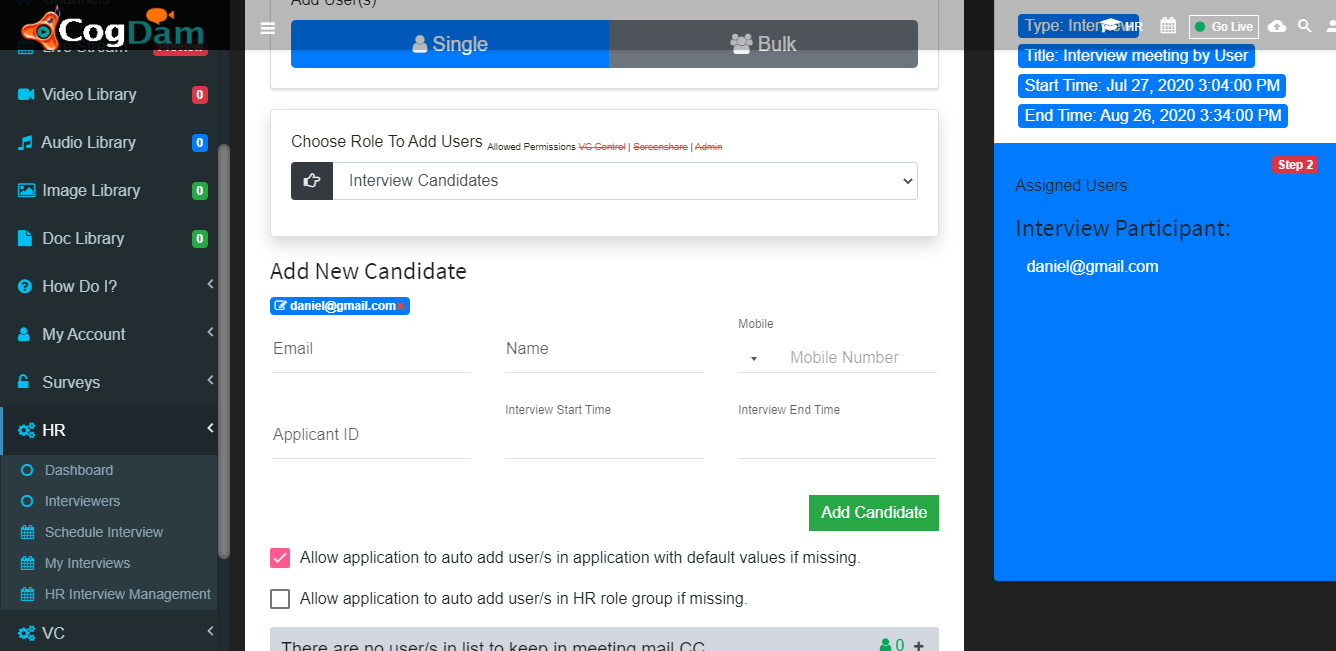 CogDam
Video Library 0
Audio Library 0
Image Library 0
Doc Library 0
How Do I?
My Account
Surveys
HR
Dashboard
Interviewers
Schedule Interview
My Interviews
HR Interview Management
VC
Add User(s)
Single
Bulk
Choose Role To Add Users Allowed Permissions VC Control | Screenshare | Admin
Interview Candidates
Add New Candidate
daniel@gmail.com
Email
Name
Mobile
Mobile Number
Applicant ID
Interview Start Time
Interview End Time
Add Candidate
Allow application to auto add user/s in application with default values if missing.
Allow application to auto add user/s in HR role group if missing.
There are no user/s in list to keep in meeting mail CC 0 +
HR
Go Live
Type: Interview
Title: Interview meeting by User
Start Time: Jul 27, 2020 3:04:00 PM
End Time: Aug 26, 2020 3:34:00 PM
Step 2
Assigned Users
Interview Participant:
daniel@gmail.com